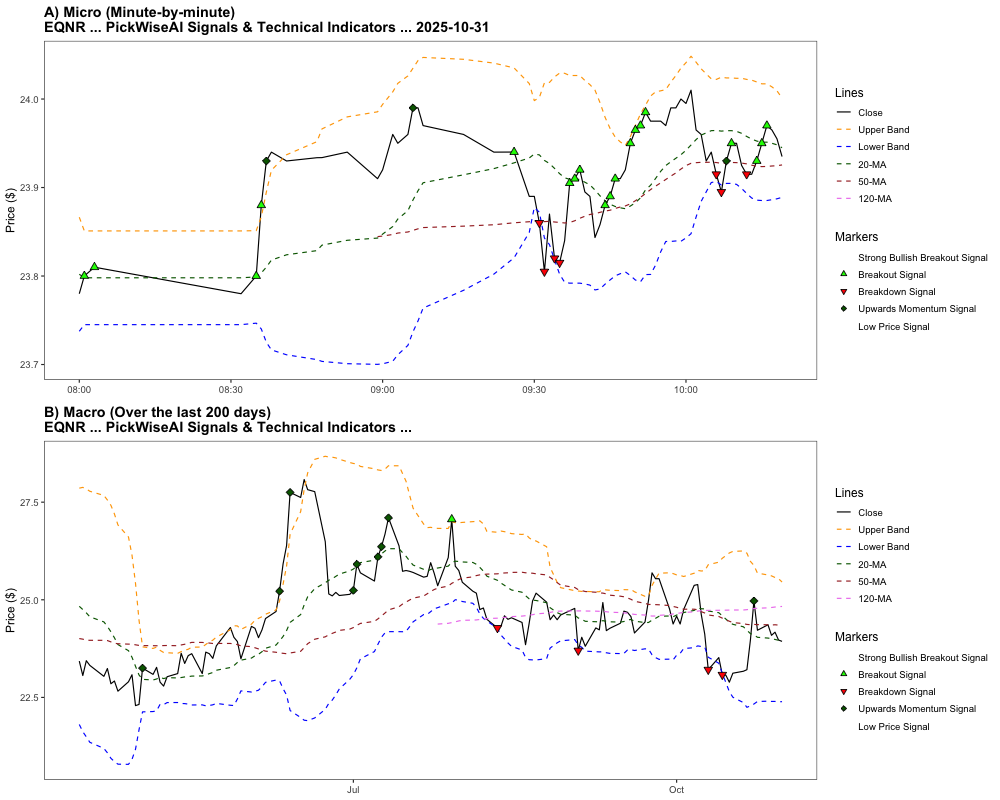 A) Micro (Minute-by-minute)
EQNR ... PickWiseAI Signals & Technical Indicators ... 2025-10-31
Price ($)
24.0
23.9
23.8
23.7
08:00
08:30
09:00
09:30
10:00
Lines
Close
Upper Band
Lower Band
20-MA
50-MA
120-MA
Markers
Strong Bullish Breakout Signal
Breakout Signal
Breakdown Signal
Upwards Momentum Signal
Low Price Signal
B) Macro (Over the last 200 days)
EQNR ... PickWiseAI Signals & Technical Indicators ...
Price ($)
27.5
25.0
22.5
Jul
Oct
Lines
Close
Upper Band
Lower Band
20-MA
50-MA
120-MA
Markers
Strong Bullish Breakout Signal
Breakout Signal
Breakdown Signal
Upwards Momentum Signal
Low Price Signal